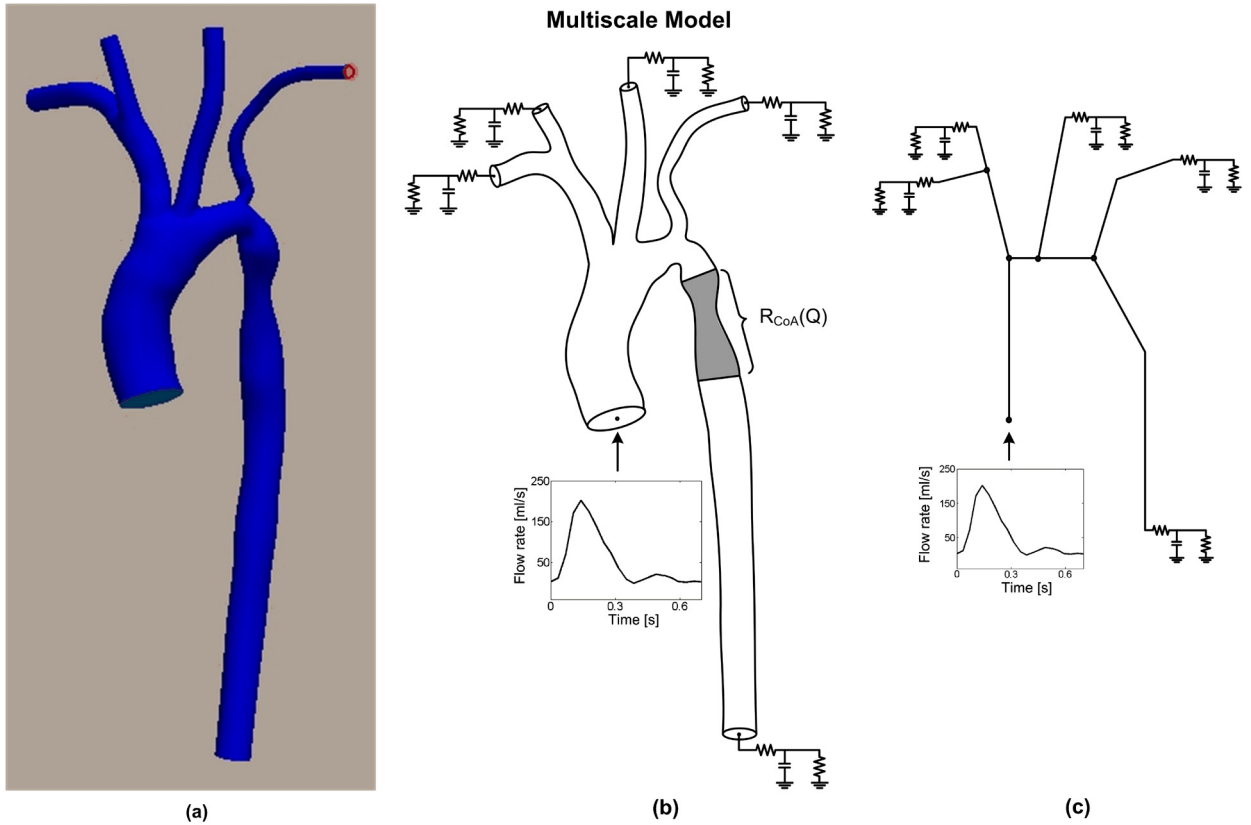 Multiscale Model
R_CoA(Q)
Flow rate [ml/s]
250
150
50
0
0.3
0.6
Time [s]
Flow rate [ml/s]
250
150
50
0
0.3
0.6
Time [s]
(a)
(b)
(c)